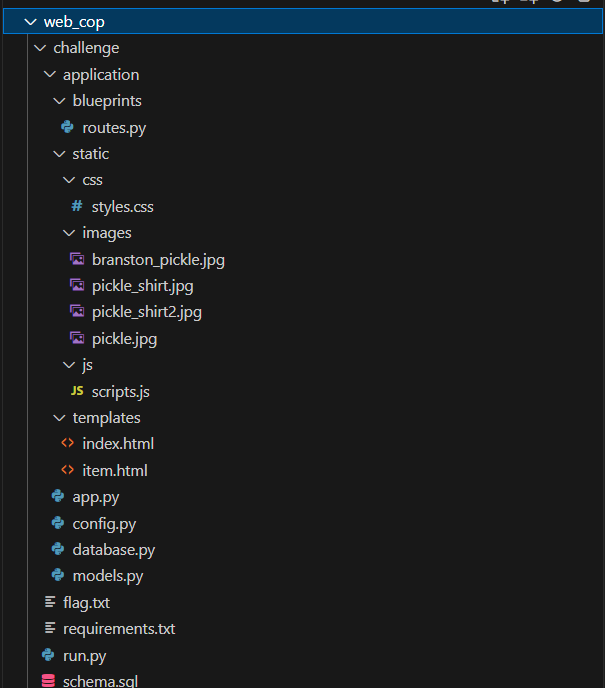 web_cop
challenge
application
blueprints
routes.py
static
css
# styles.css
images
branston_pickle.jpg
pickle_shirt.jpg
pickle_shirt2.jpg
pickle.jpg
js
JS scripts.js
templates
<> index.html
<> item.html
app.py
config.py
database.py
models.py
flag.txt
requirements.txt
run.py
schema.sql